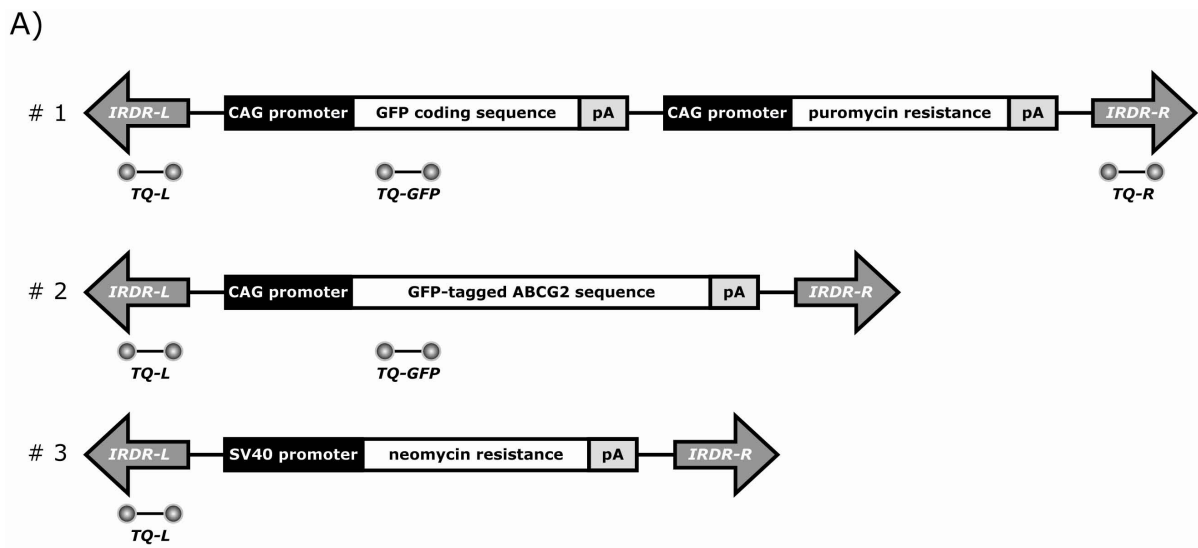 A)
# 1 IRDR-L CAG promoter GFP coding sequence pA CAG promoter puromycin resistance pA IRDR-R
TQ-L TQ-GFP TQ-R
# 2 IRDR-L CAG promoter GFP-tagged ABCG2 sequence pA IRDR-R
TQ-L TQ-GFP
# 3 IRDR-L SV40 promoter neomycin resistance pA IRDR-R
TQ-L